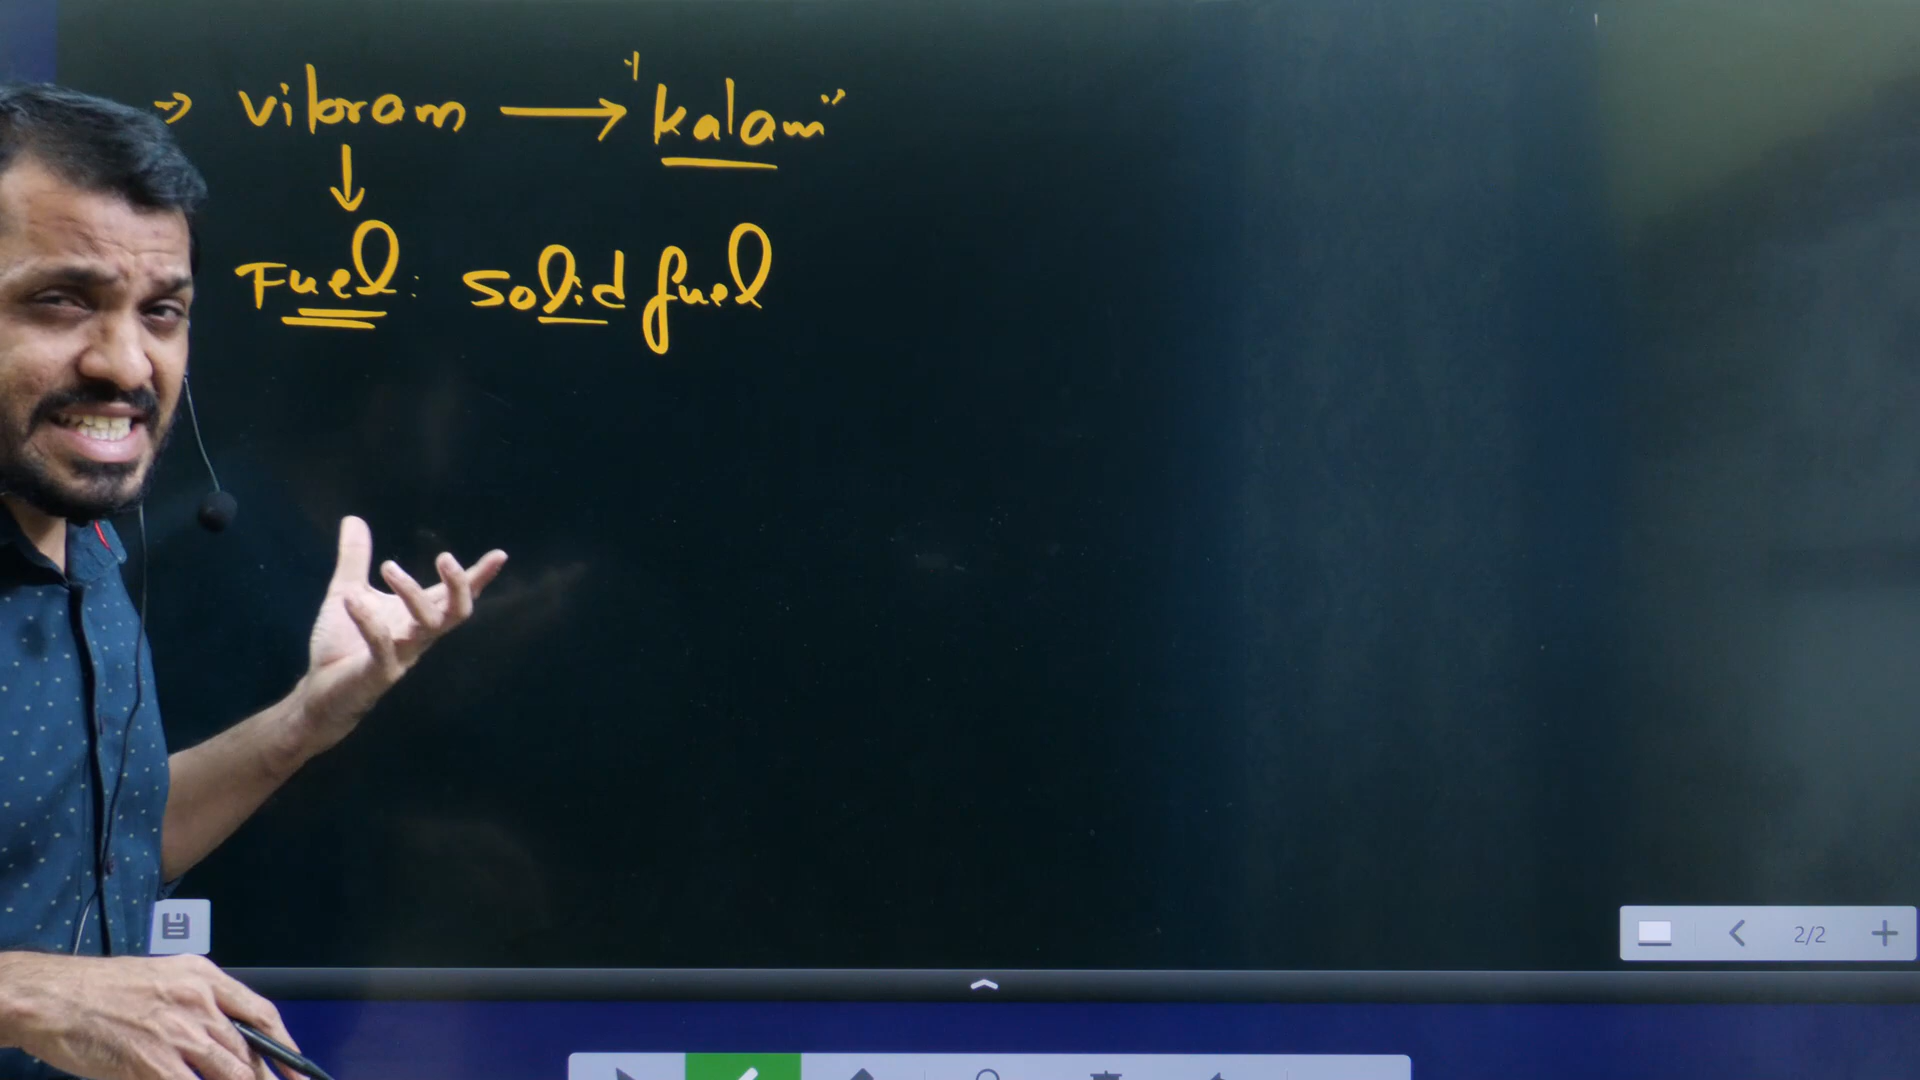 → vikram → "kalam"
↓
Fuel: Solid fuel
2/2